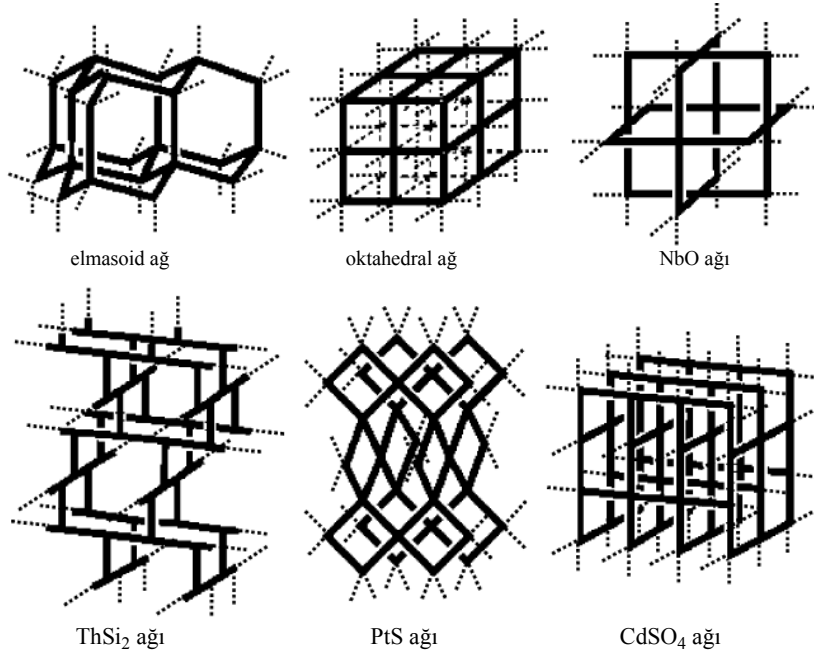 elmasoid ağ
oktahedral ağ
NbO ağı
ThSi₂ ağı
PtS ağı
CdSO₄ ağı